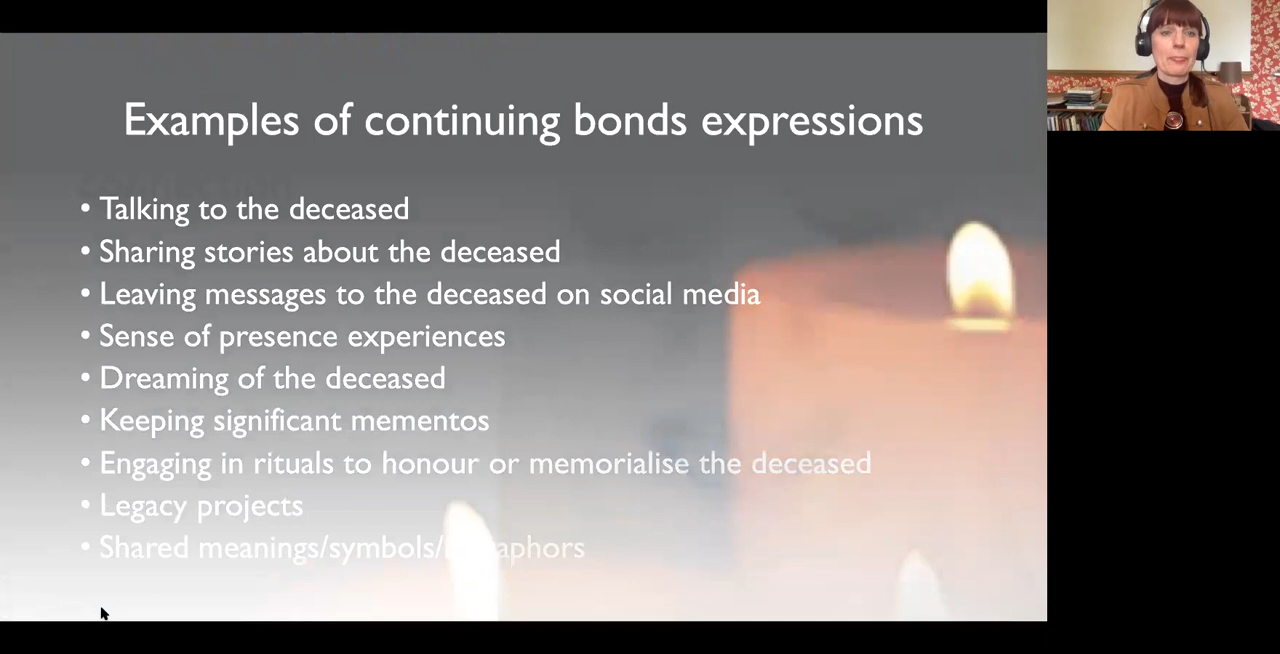 Examples of continuing bonds expressions
• Talking to the deceased
• Sharing stories about the deceased
• Leaving messages to the deceased on social media
• Sense of presence experiences
• Dreaming of the deceased
• Keeping significant mementos
• Engaging in rituals to honour or memorialise the deceased
• Legacy projects
• Shared meanings/symbols/